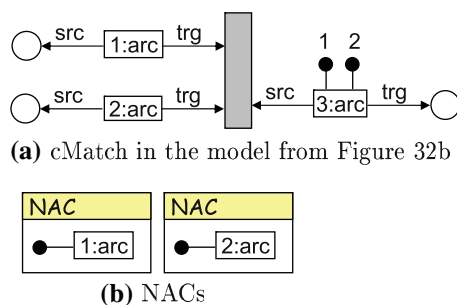 1 2
src 1:arc trg
src 2:arc trg src 3:arc trg
(a) cMatch in the model from Figure 32b
NAC NAC
1:arc 2:arc
(b) NACs